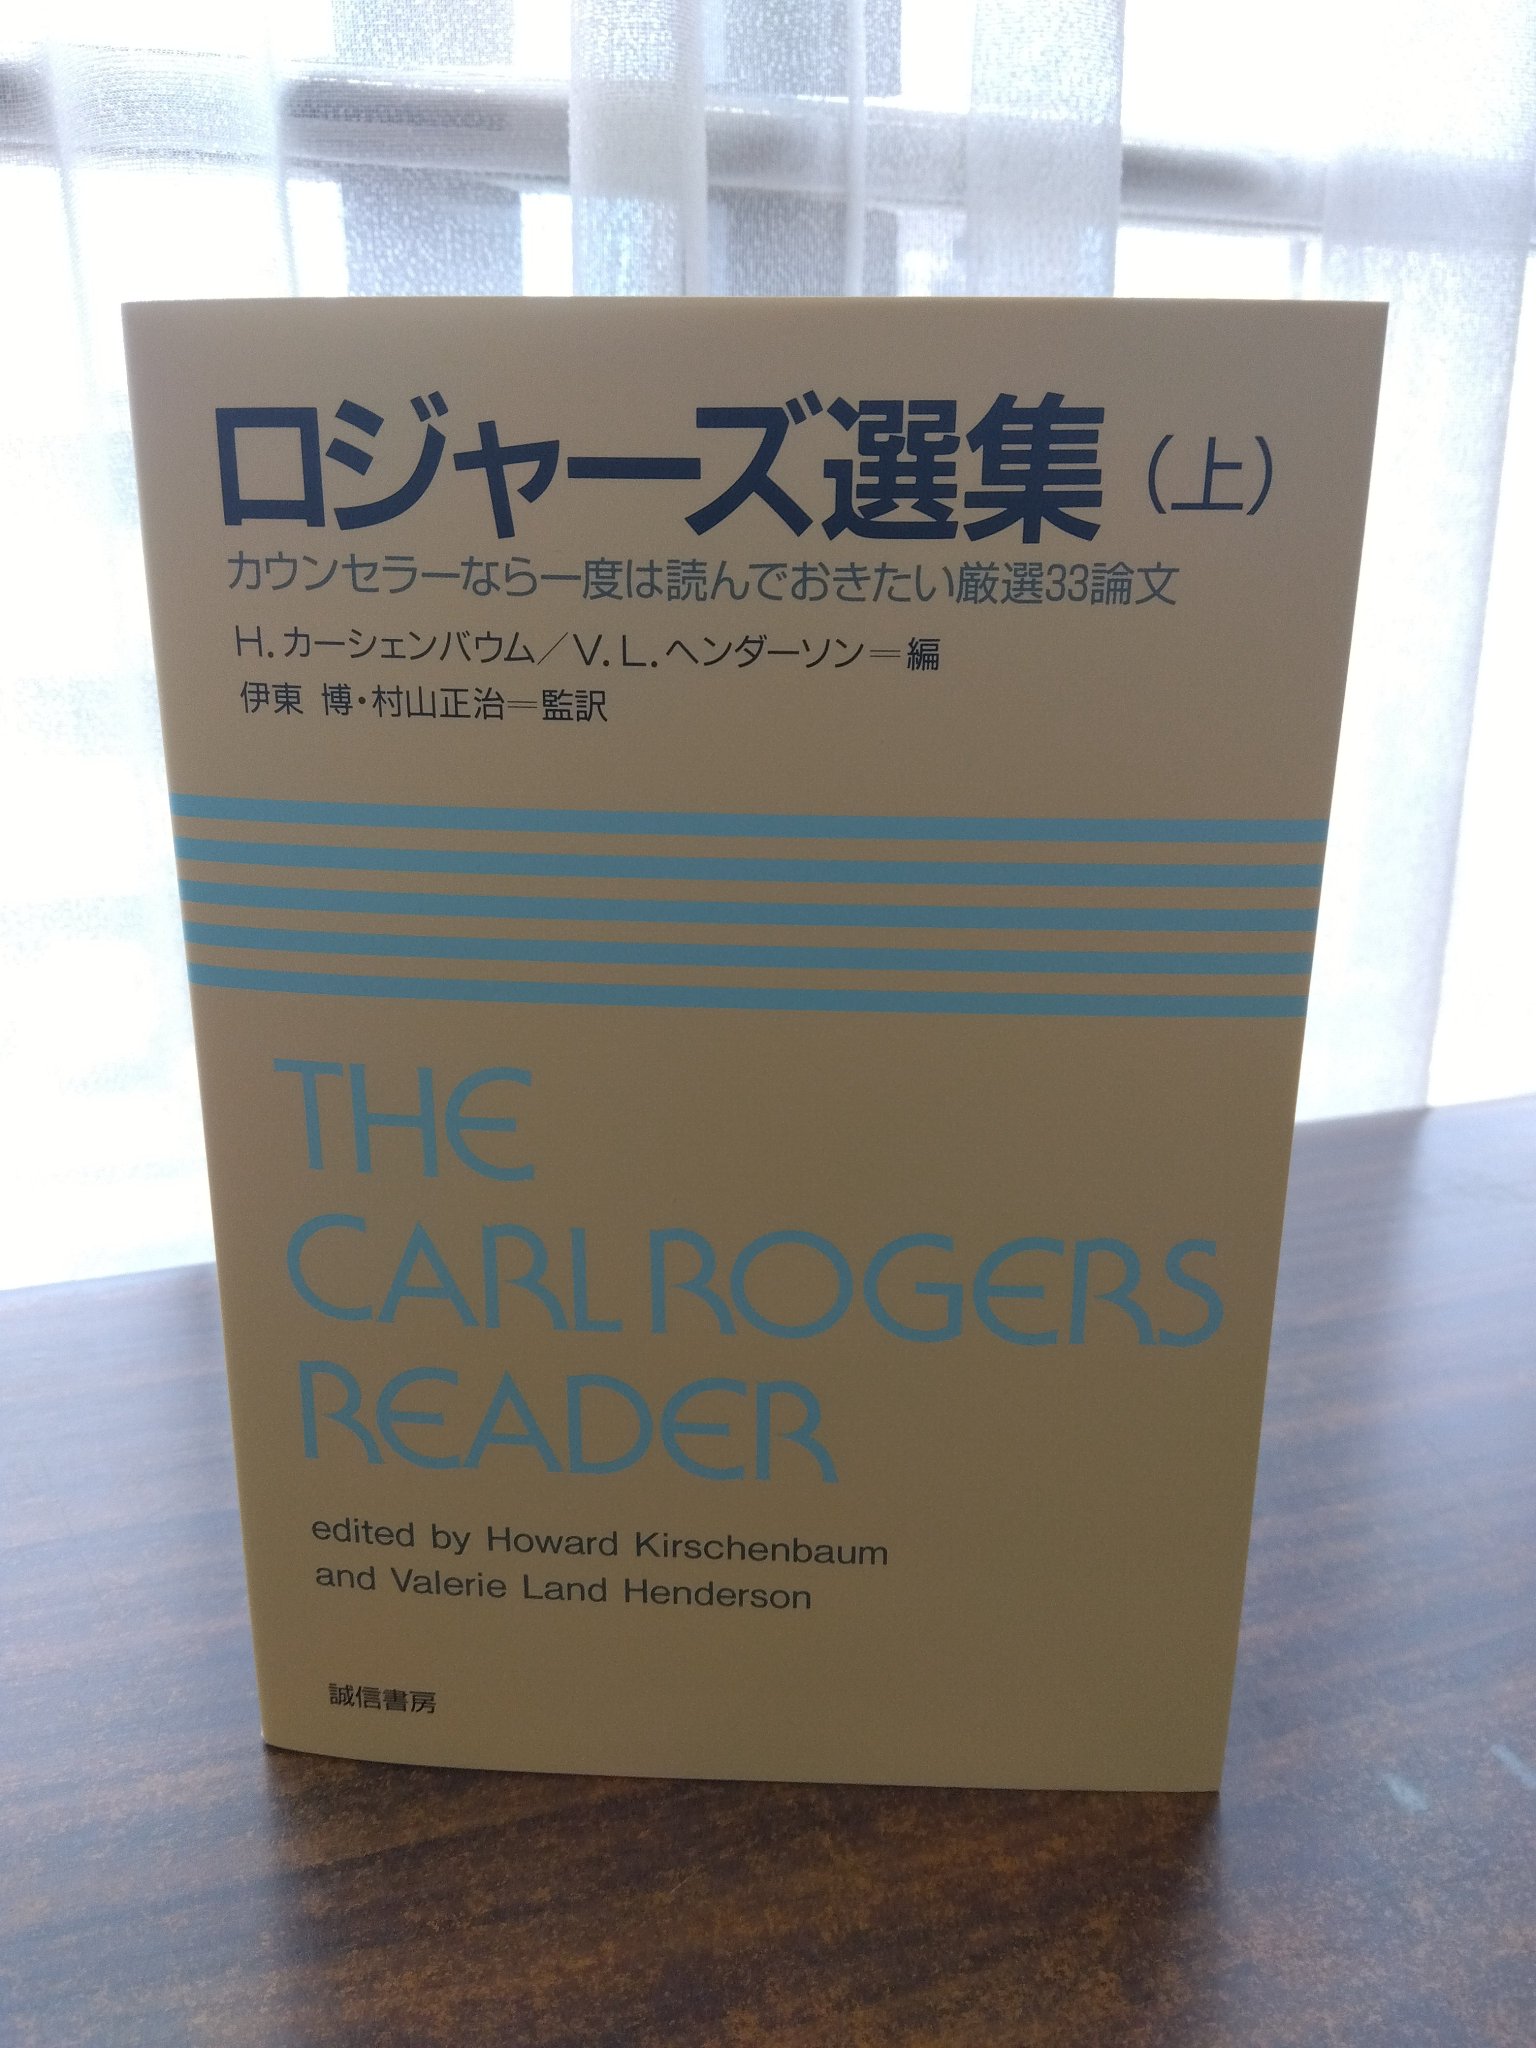 ロジャーズ選集（上）
カウンセラーなら一度は読んでおきたい厳選33論文
H.カーシェンバウム／V.L.ヘンダーソン＝編
伊東 博・村山正治＝監訳
THE
CARL ROGERS
READER
edited by Howard Kirschenbaum
and Valerie Land Henderson
誠信書房